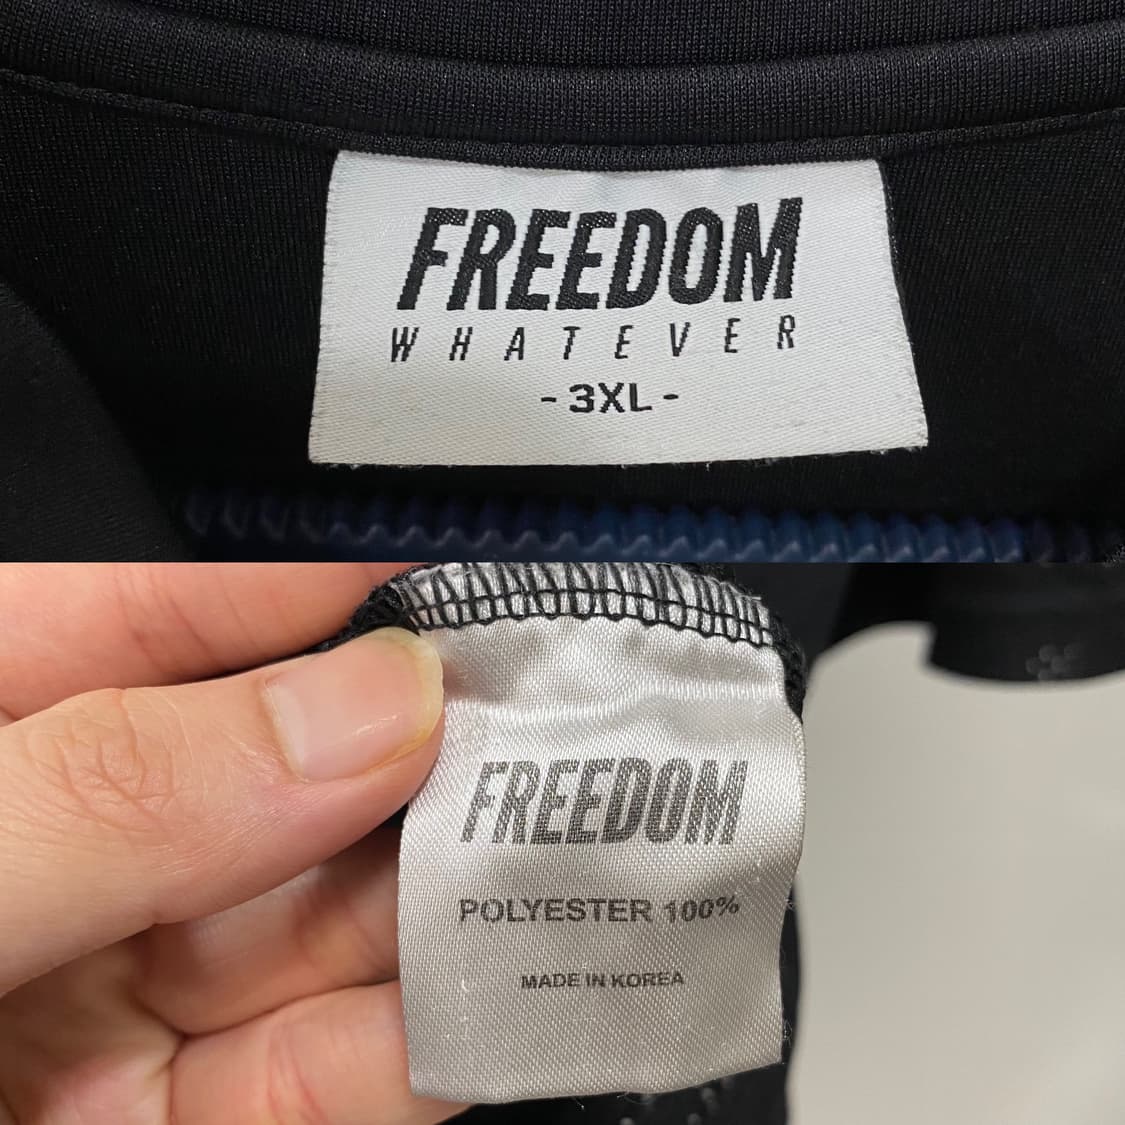 FREEDOM
WHATEVER
- 3XL -
FREEDOM
POLYESTER 100%
MADE IN KOREA